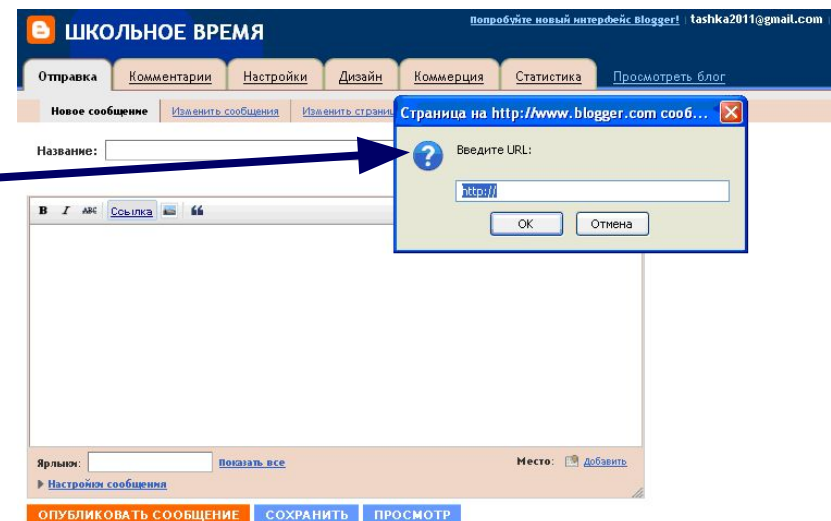 Попробуйте новый интерфейс Blogger! tashka2011@gmail.com
ШКОЛЬНОЕ ВРЕМЯ
Отправка Комментарии Настройки Дизайн Коммерция Статистика Просмотреть блог
Новое сообщение Изменить сообщения Изменить страниц
Страница на http://www.blogger.com сооб...
Название:
Введите URL:
http://
OK Отмена
B I ABC Ссылка
Ярлыки: Показать все Место: Добавить
Настройки сообщения
ОПУБЛИКОВАТЬ СООБЩЕНИЕ СОХРАНИТЬ ПРОСМОТР